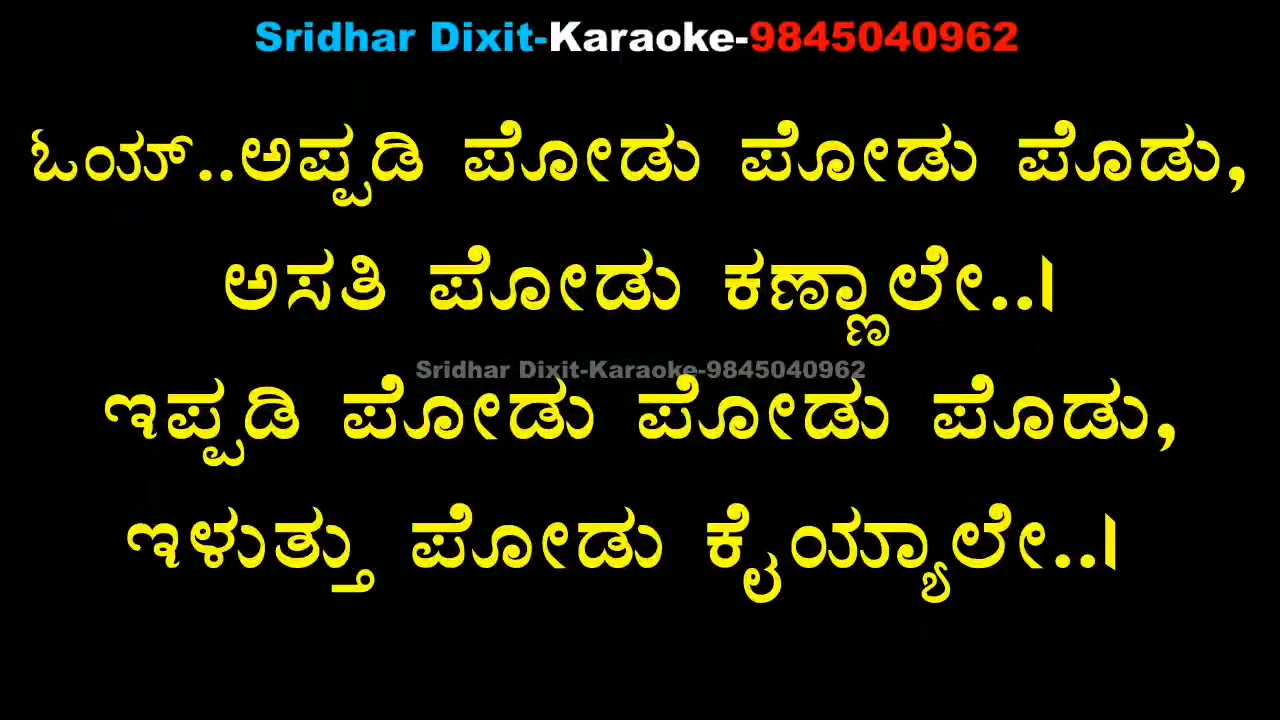 Sridhar Dixit-Karaoke-9845040962
ಓಯ್..ಅಪ್ಪಡಿ ಪೋಡು ಪೋಡು ಪೊಡು,
ಅಸತಿ ಪೋಡು ಕಣ್ಣಾಲೇ..।
Sridhar Dixit-Karaoke-9845040962
ಇಪ್ಪಡಿ ಪೋಡು ಪೋಡು ಪೊಡು,
ಇಳುತ್ತು ಪೋಡು ಕೈಯ್ಯಾಲೇ..।